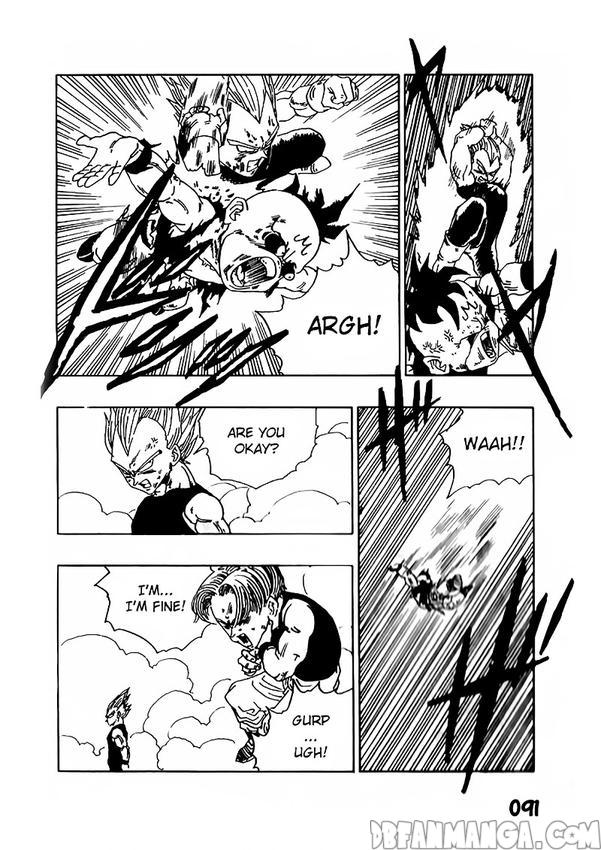 ARGH!
ARE YOU
OKAY?
WAAH!!
I'M...
I'M FINE!
GURP
...
UGH!
091
DBFANMANGA.COM